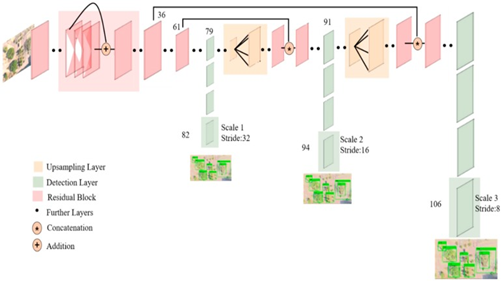 36
61
79
91
82
Scale 1
Stride:32
94
Scale 2
Stride:16
106
Scale 3
Stride:8
Upsampling Layer
Detection Layer
Residual Block
Further Layers
Concatenation
Addition